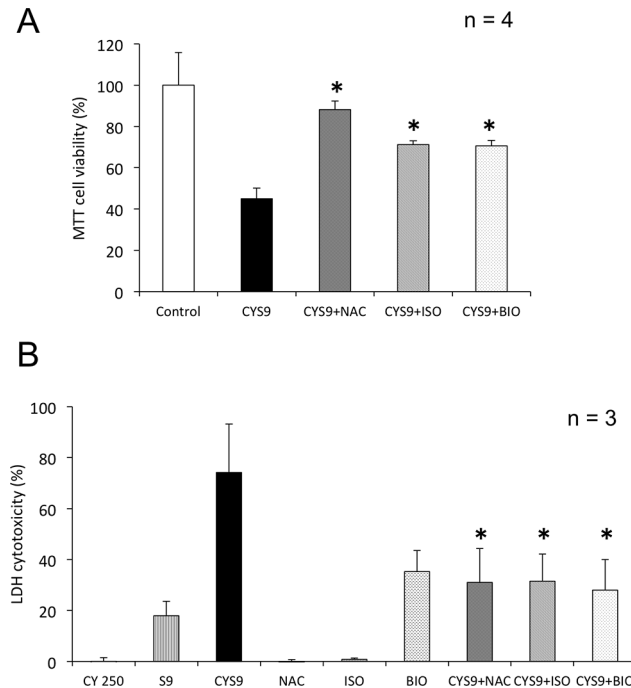 A
n = 4
MTT cell viability (%)
120
100
80
60
40
20
0
Control CYS9 CYS9+NAC CYS9+ISO CYS9+BIO
* * *
B
n = 3
LDH cytotoxicity (%)
100
80
60
40
20
0
CY 250 S9 CYS9 NAC ISO BIO CYS9+NAC CYS9+ISO CYS9+BIO
* * *